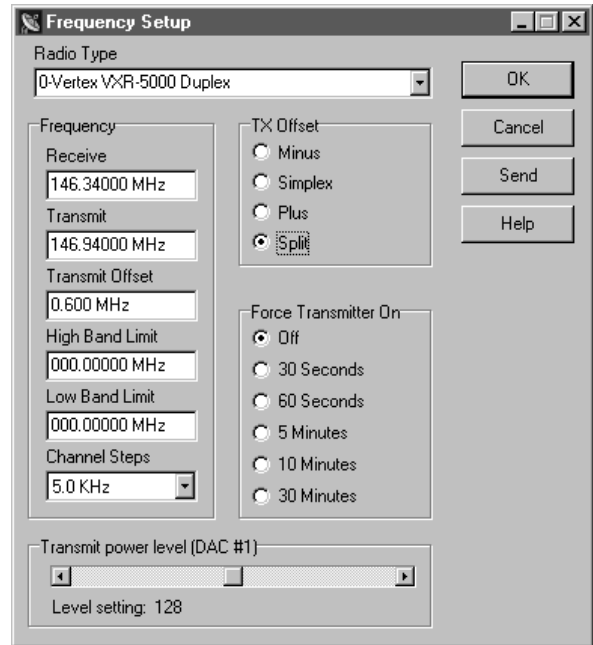 Frequency Setup
Radio Type
0-Vertex VXR-5000 Duplex
OK
Cancel
Send
Help
Frequency
Receive
146.34000 MHz
Transmit
146.94000 MHz
Transmit Offset
0.600 MHz
High Band Limit
000.00000 MHz
Low Band Limit
000.00000 MHz
Channel Steps
5.0 KHz
TX Offset
Minus
Simplex
Plus
Split
Force Transmitter On
Off
30 Seconds
60 Seconds
5 Minutes
10 Minutes
30 Minutes
Transmit power level (DAC #1)
Level setting: 128